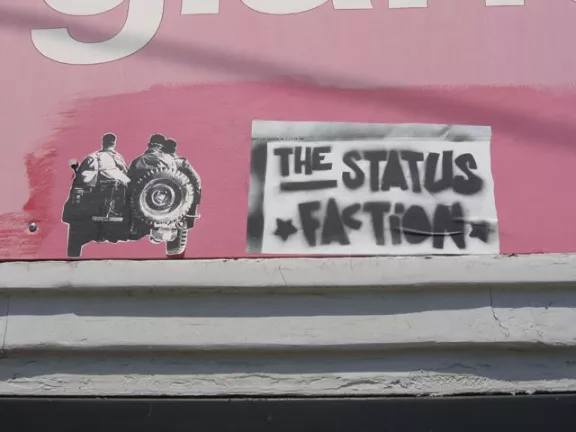 THE STATUS
FACTION